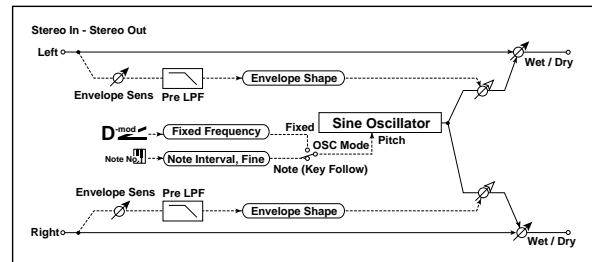 Stereo In - Stereo Out
Left
Wet / Dry
Envelope Sens
Pre LPF
Envelope Shape
D-mod
Fixed Frequency
Fixed
Sine Oscillator
OSC Mode
Pitch
Note No.
Note Interval, Fine
Note (Key Follow)
Envelope Sens
Pre LPF
Envelope Shape
Right
Wet / Dry